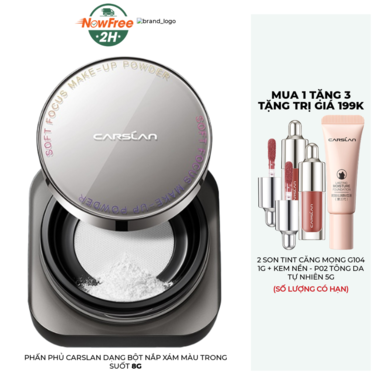 NowFree
2H
brand_logo
SOFT FOCUS MAKE-UP POWDER
CARSLAN
MUA 1 TẶNG 3
TẶNG TRỊ GIÁ 199K
CARSLAN
MOISTURE
2 SON TINT CĂNG MỌNG G104
1G + KEM NỀN - P02 TÔNG DA
TỰ NHIÊN 5G
(SỐ LƯỢNG CÓ HẠN)
PHẤN PHỦ CARSLAN DẠNG BỘT NẮP XÁM MÀU TRONG
SUỐT 8G